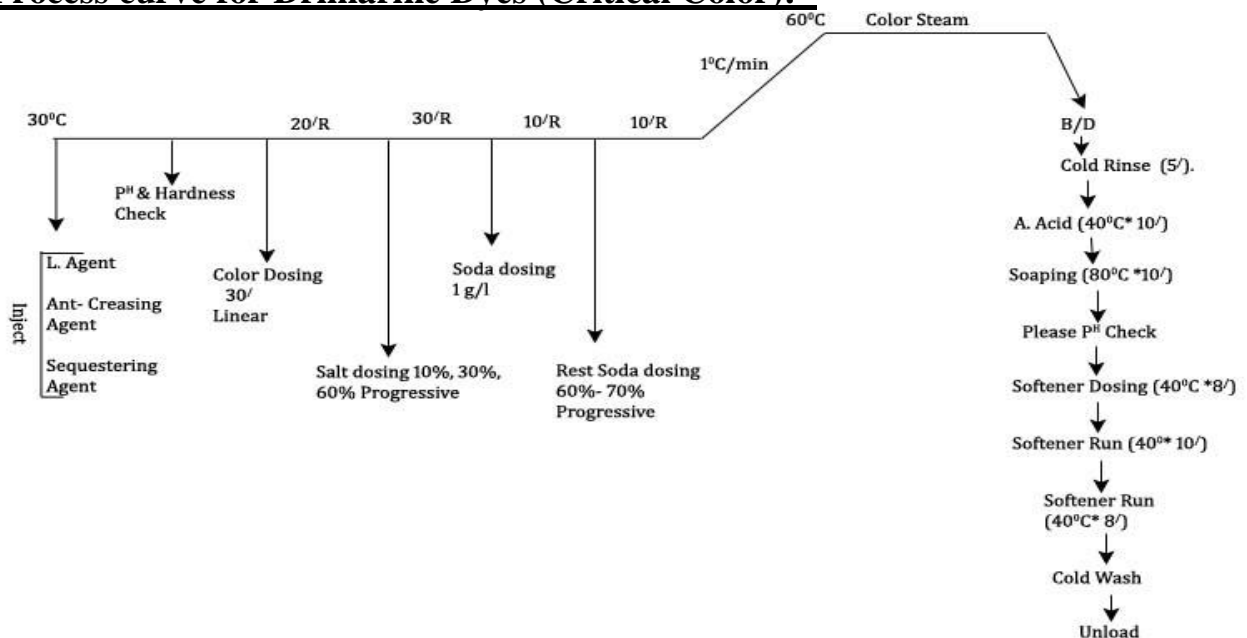 Process curve for Drimarine Dyes (Critical Color):
60⁰C
Color Steam
1⁰C/min
30⁰C
20/R
30/R
10/R
10/R
Pᴴ & Hardness
Check
Inject
L. Agent
Ant- Creasing
Agent
Sequestering
Agent
Color Dosing
30/
Linear
Salt dosing 10%, 30%,
60% Progressive
Soda dosing
1 g/l
Rest Soda dosing
60%- 70%
Progressive
B/D
Cold Rinse (5/).
A. Acid (40⁰C* 10/)
Soaping (80⁰C *10/)
Please Pᴴ Check
Softener Dosing (40⁰C *8/)
Softener Run (40⁰* 10/)
Softener Run
(40⁰C* 8/)
Cold Wash
Unload